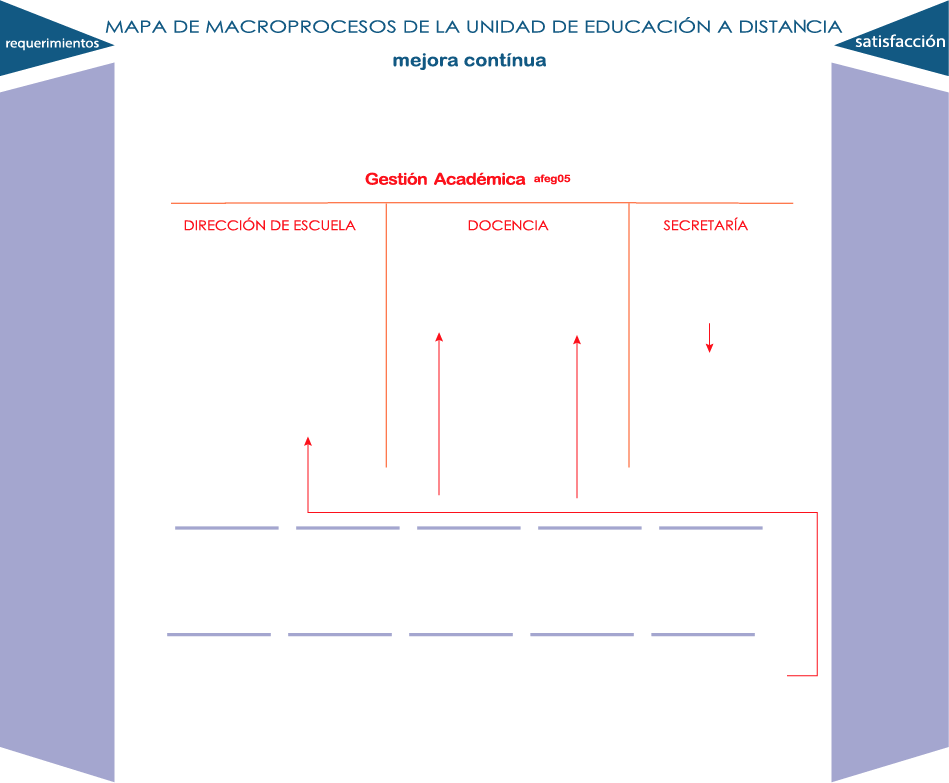 MAPA DE MACROPROCESOS DE LA UNIDAD DE EDUCACIÓN A DISTANCIA
requerimientos
satisfacción
mejora contínua
Gestión Académica afeg05
DIRECCIÓN DE ESCUELA
DOCENCIA
SECRETARÍA